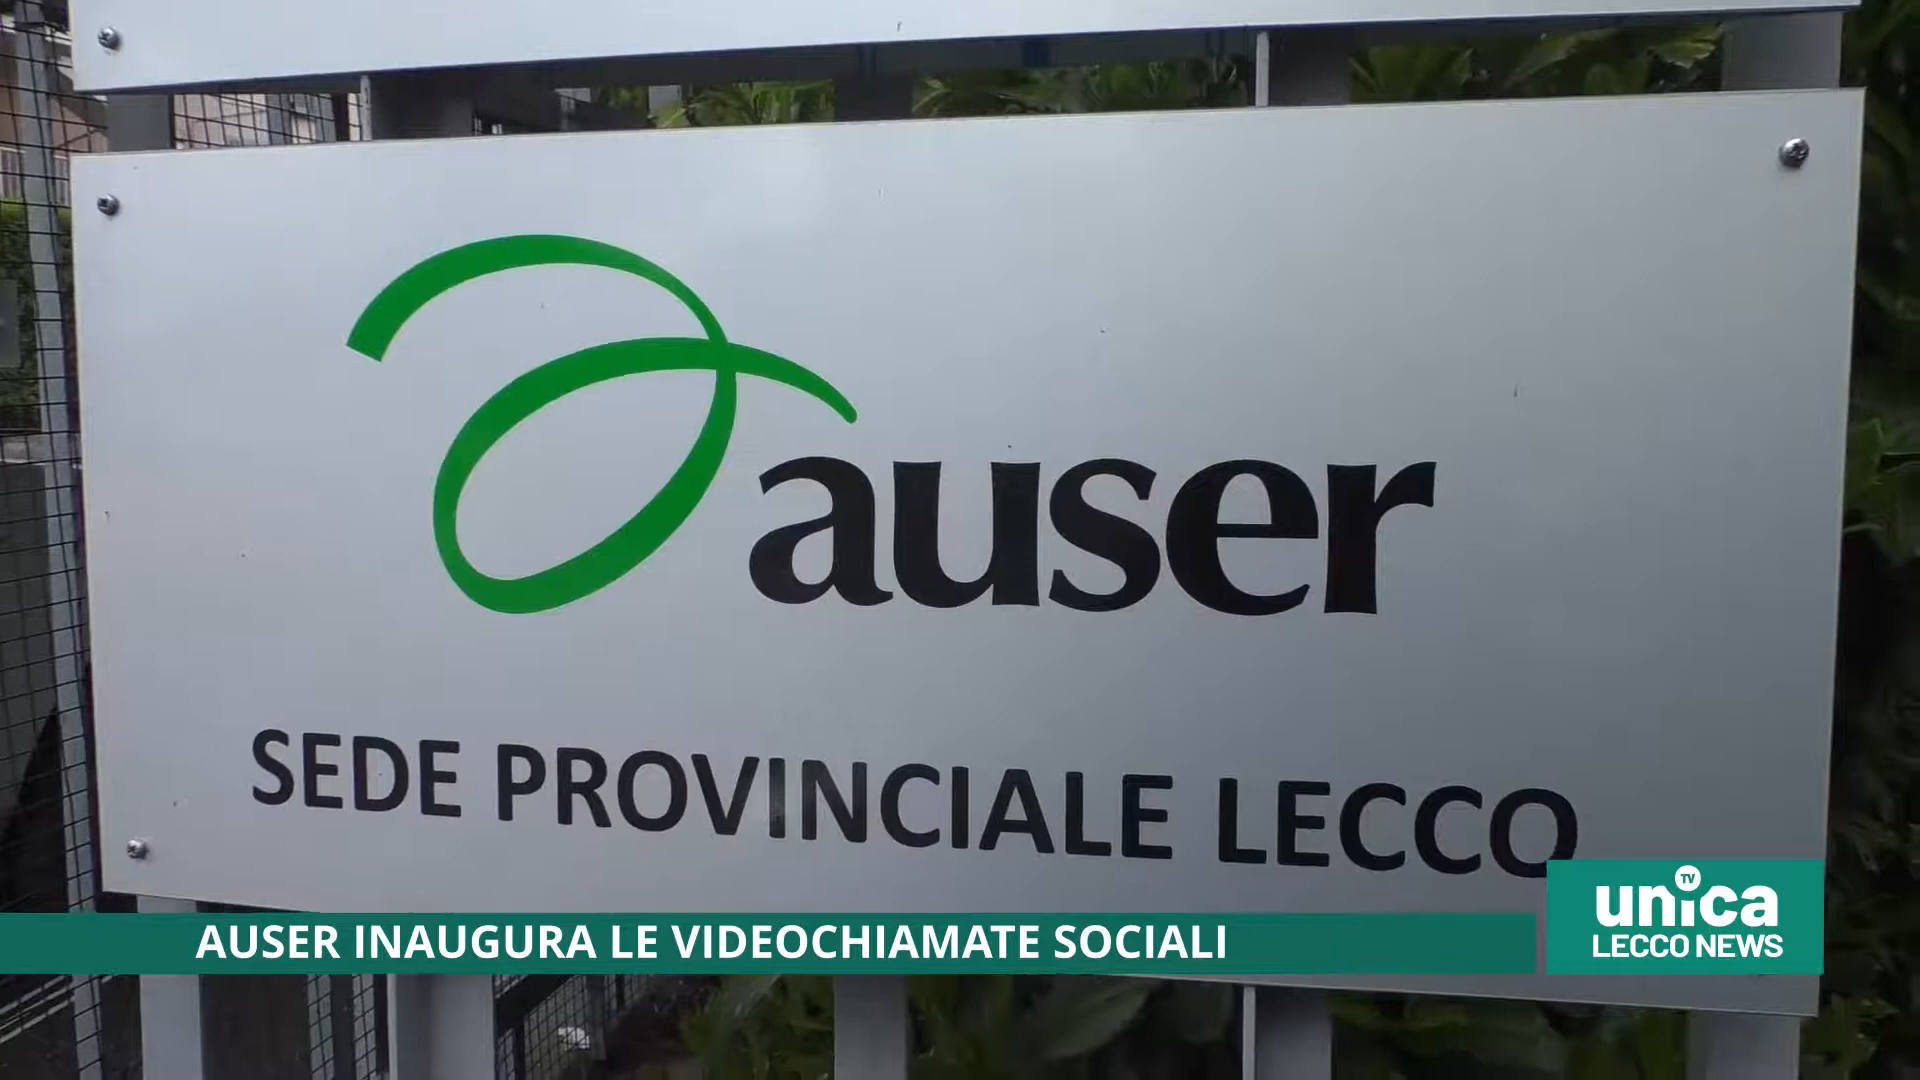 auser
SEDE PROVINCIALE LECCO
AUSER INAUGURA LE VIDEOCHIAMATE SOCIALI
TV
unica
LECCO NEWS